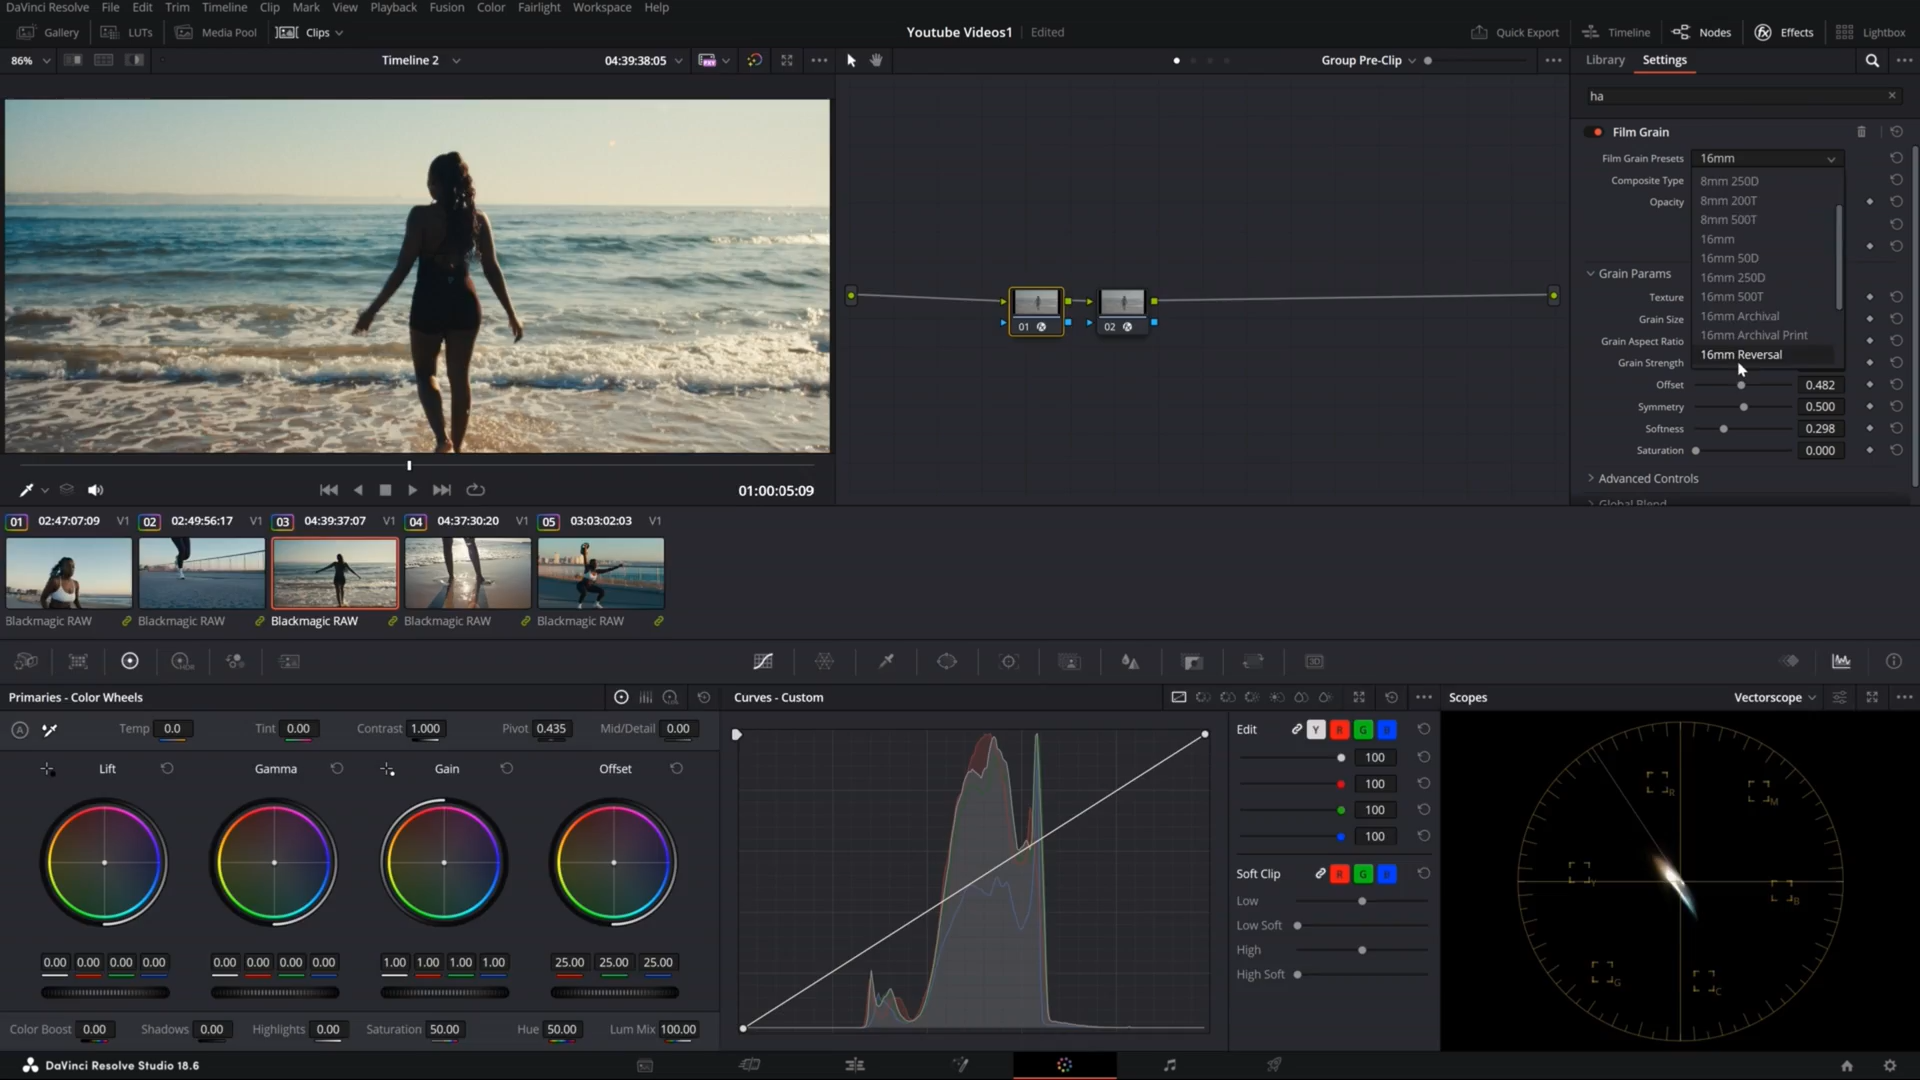 DaVinci Resolve File Edit Trim Timeline Clip Mark View Playback Fusion Color Fairlight Workspace Help
Gallery LUTs Media Pool Clips Youtube Videos1 Edited Quick Export Timeline Nodes Effects Lightbox
86% Timeline 2 04:39:38:05 Group Pre-Clip Library Settings
ha
Film Grain
Film Grain Presets 16mm
Composite Type
Opacity
8mm 250D
8mm 200T
8mm 500T
16mm
16mm 50D
16mm 250D
16mm 500T
16mm Archival
16mm Archival Print
16mm Reversal
Grain Params
Texture
Grain Size
Grain Aspect Ratio
Grain Strength
Offset 0.482
Symmetry 0.500
Softness 0.298
Saturation 0.000
Advanced Controls
Global Blend
01 02
01:00:05:09
01 02:47:07:09 V1 02 02:49:56:17 V1 03 04:39:37:07 V1 04 04:37:30:20 V1 05 03:03:02:03 V1
Blackmagic RAW Blackmagic RAW Blackmagic RAW Blackmagic RAW Blackmagic RAW
HDR 3D
Primaries - Color Wheels Curves - Custom Scopes Vectorscope
A Temp 0.0 Tint 0.00 Contrast 1.000 Pivot 0.435 Mid/Detail 0.00
Lift Gamma Gain Offset
0.00 0.00 0.00 0.00 0.00 0.00 0.00 0.00 1.00 1.00 1.00 1.00 25.00 25.00 25.00
Color Boost 0.00 Shadows 0.00 Highlights 0.00 Saturation 50.00 Hue 50.00 Lum Mix 100.00
Edit Y R G B
100
100
100
100
Soft Clip R G B
Low
Low Soft
High
High Soft
R M
Y B
G C
DaVinci Resolve Studio 18.6